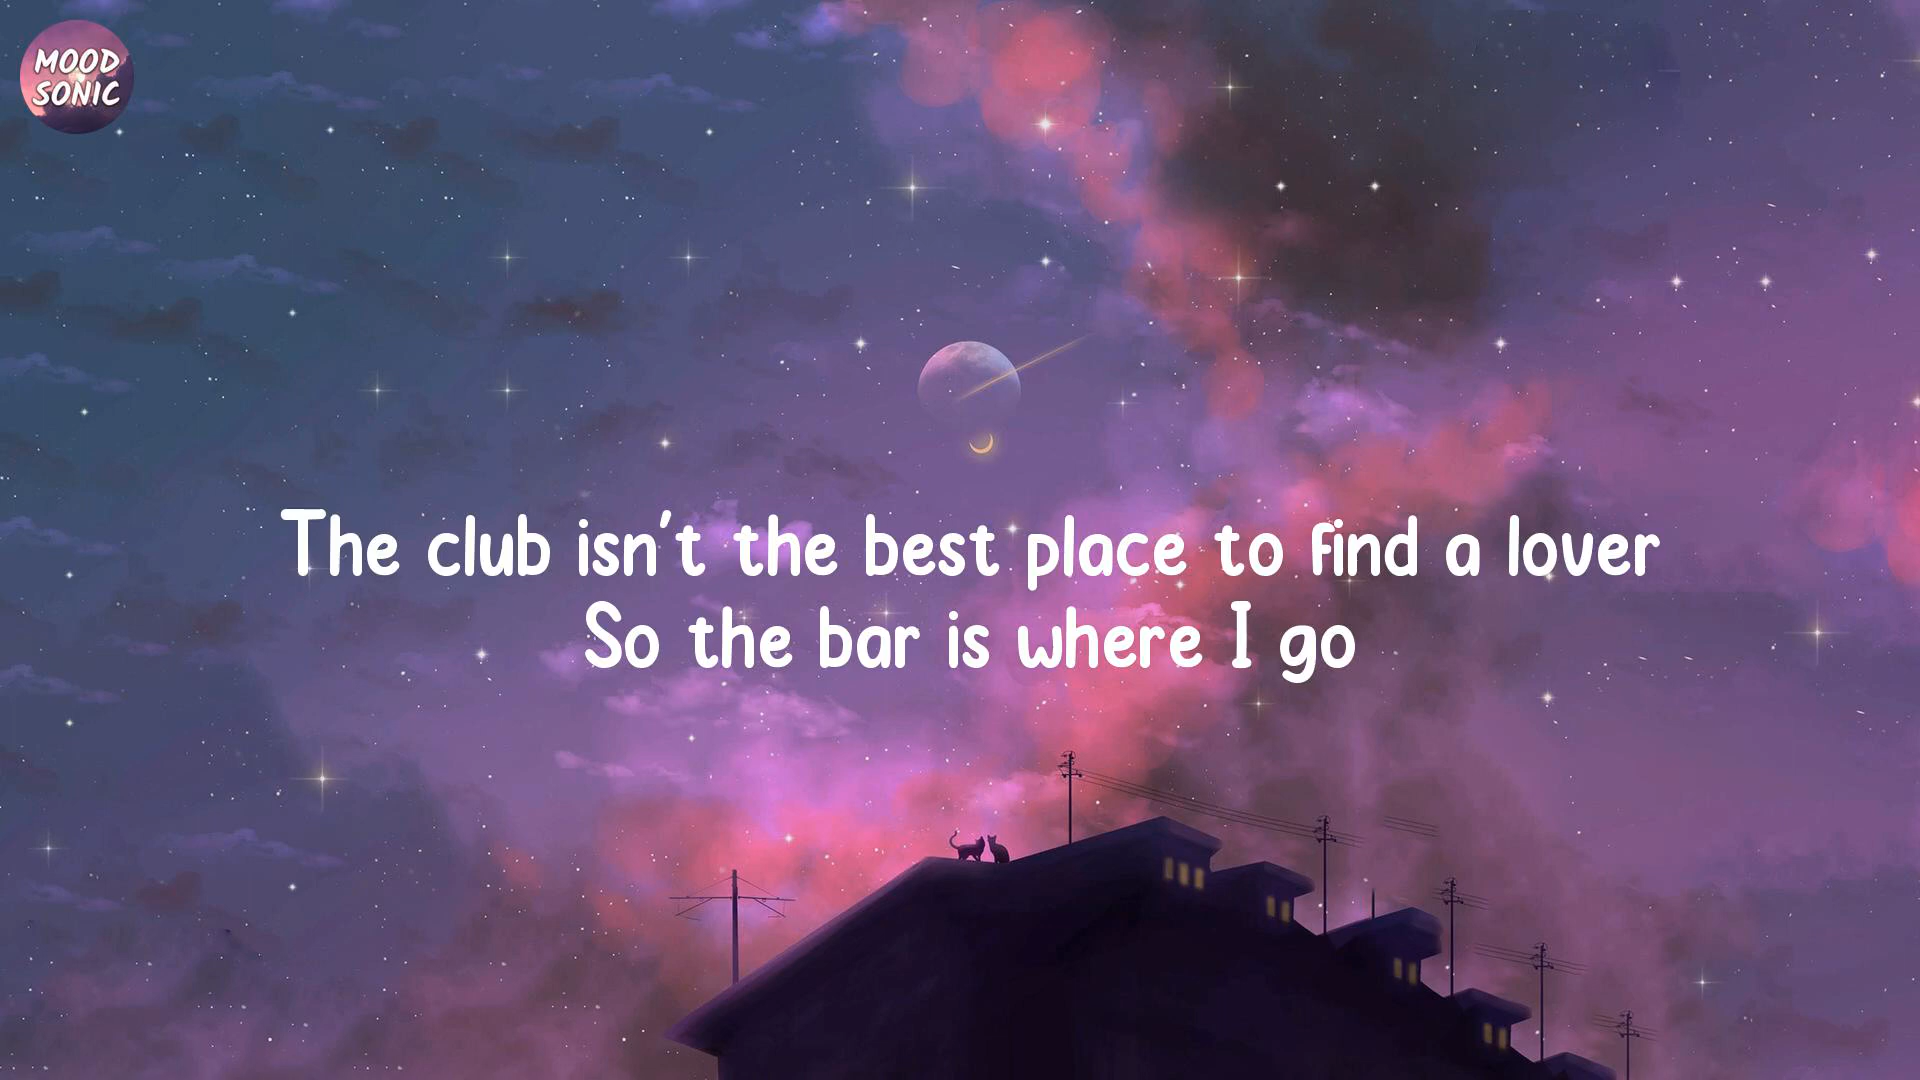 MOOD
SONIC
The club isn't the best place to find a lover
So the bar is where I go